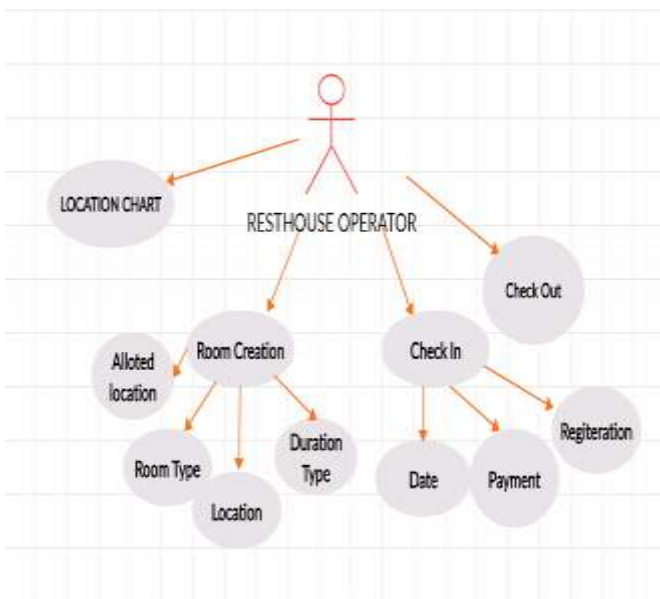 LOCATION CHART
RESTHOUSE OPERATOR
Check Out
Room Creation
Check In
Alloted
location
Room Type
Location
Duration
Type
Date
Payment
Regiteration